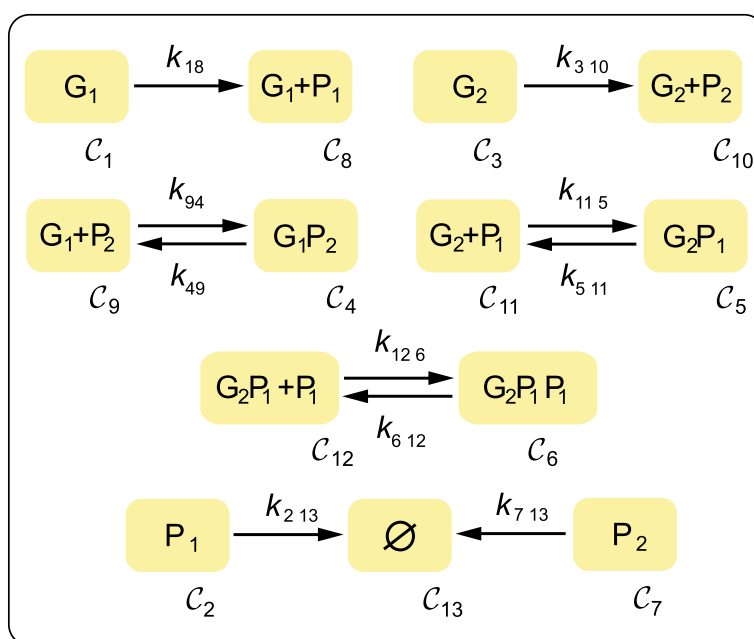 k₁₈ k₃ ₁₀
G₁ G₁+P₁ G₂ G₂+P₂
𝒞₁ 𝒞₈ 𝒞₃ 𝒞₁₀
k₉₄ k₁₁ ₅
G₁+P₂ G₁P₂ G₂+P₁ G₂P₁
k₄₉ k₅ ₁₁
𝒞₉ 𝒞₄ 𝒞₁₁ 𝒞₅
k₁₂ ₆
G₂P₁ +P₁ G₂P₁ P₁
k₆ ₁₂
𝒞₁₂ 𝒞₆
k₂ ₁₃ k₇ ₁₃
P₁ ∅ P₂
𝒞₂ 𝒞₁₃ 𝒞₇